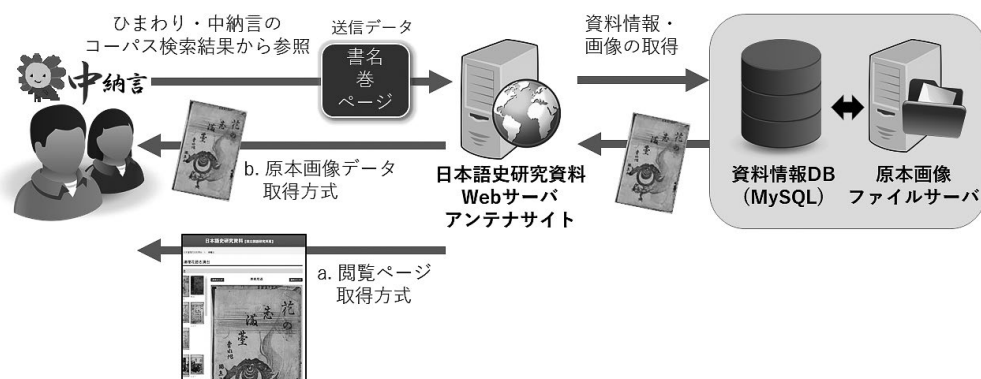 ひまわり・中納言の
コーパス検索結果から参照
送信データ
書名
巻
ページ
資料情報・
画像の取得
中納言
b. 原本画像データ
取得方式
日本語史研究資料
Webサーバ
アンテナサイト
資料情報DB
（MySQL）
原本画像
ファイルサーバ
a. 閲覧ページ
取得方式
日本語史研究資料
花の
志
満
臺